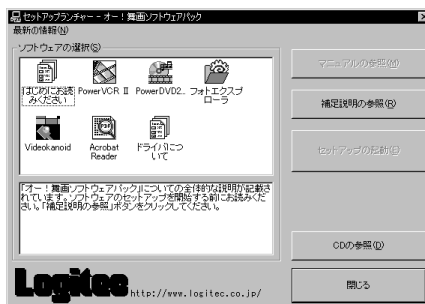 セットアップランチャー - オー！舞画ソフトウェアパック
最新の情報(N)
ソフトウェアの選択(S)
はじめにお読
みください
PowerVCR II
PowerDVD2..
フォトエクスプ
ローラ
Videokanoid
Acrobat
Reader
ドライバにつ
いて
「オー！舞画ソフトウェアパック」についての全体的な説明が記載さ
れています。ソフトウェアのセットアップを開始する前にお読みくだ
さい。「補足説明の参照」ボタンをクリックしてください。
マニュアルの参照(M)
補足説明の参照(R)
セットアップの起動(E)
CDの参照(D)
閉じる
Logitec http://www.logitec.co.jp/